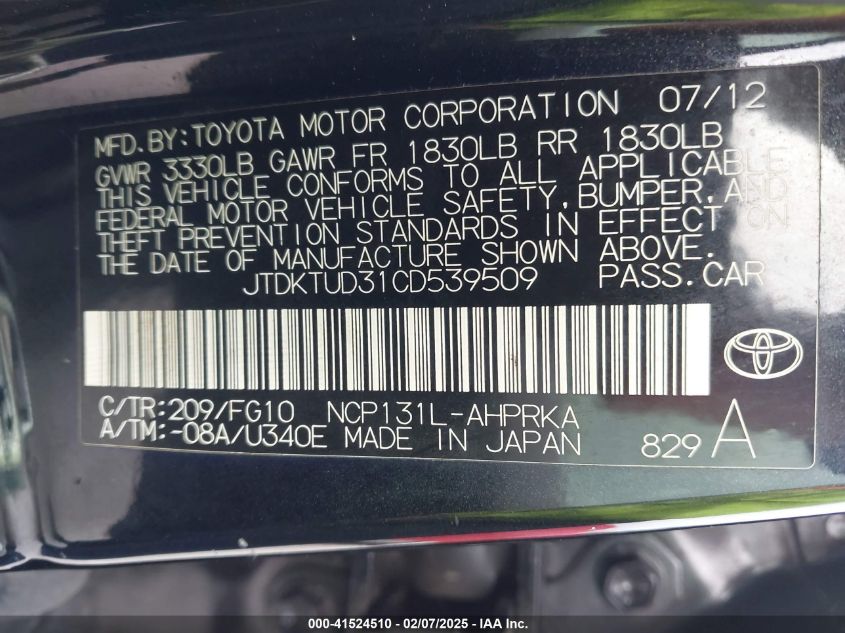 MFD.BY:TOYOTA MOTOR CORPORATION 07/12
GVWR 3330LB GAWR FR 1830LB RR 1830LB
THIS VEHICLE CONFORMS TO ALL APPLICABLE
FEDERAL MOTOR VEHICLE SAFETY,BUMPER,AND
THEFT PREVENTION STANDARDS IN EFFECT ON
THE DATE OF MANUFACTURE SHOWN ABOVE.
JTDKTUD31CD539509 PASS.CAR
C/TR:209/FG10 NCP131L-AHPRKA
A/TM:-08A/U340E MADE IN JAPAN 829 A
000-41524510 — 02/07/2025 — IAA Inc.